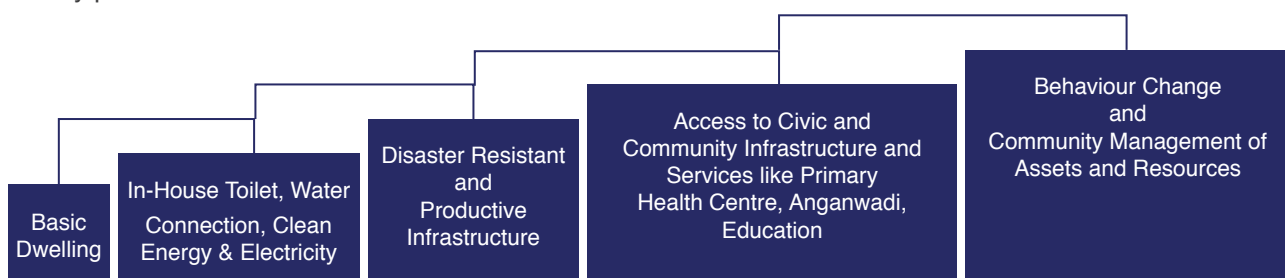 Basic
Dwelling
In-House Toilet, Water
Connection, Clean
Energy & Electricity
Disaster Resistant
and
Productive
Infrastructure
Access to Civic and
Community Infrastructure and
Services like Primary
Health Centre, Anganwadi,
Education
Behaviour Change
and
Community Management of
Assets and Resources